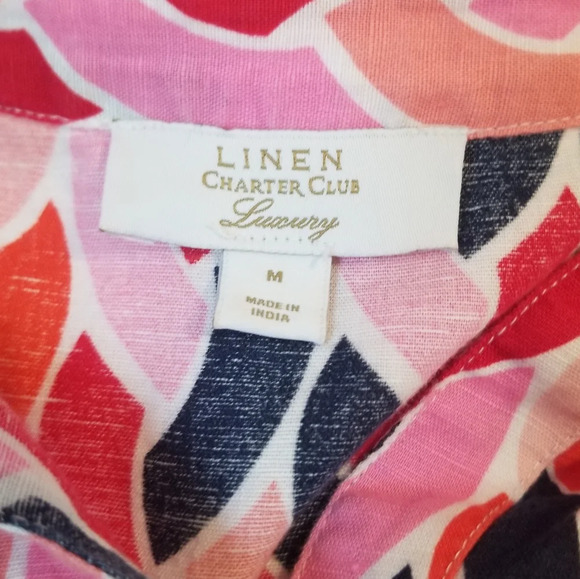 LINEN
CHARTER CLUB
Luxury
M
MADE IN
INDIA